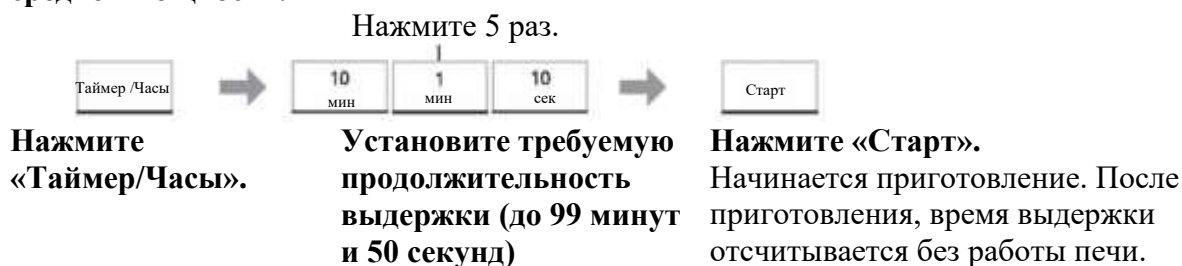 Нажмите 5 раз.
Таймер /Часы
10 мин
1 мин
10 сек
Старт
Нажмите
«Таймер/Часы».
Установите требуемую
продолжительность
выдержки (до 99 минут
и 50 секунд)
Нажмите «Старт».
Начинается приготовление. После
приготовления, время выдержки
отсчитывается без работы печи.